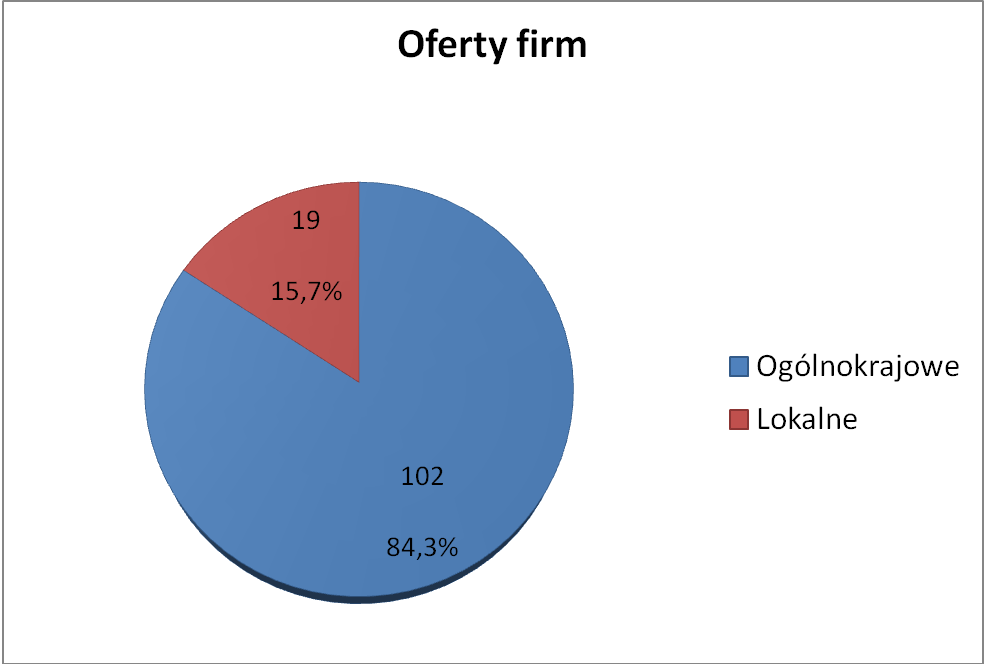 Oferty firm
19
15,7%
102
84,3%
Ogólnokrajowe
Lokalne